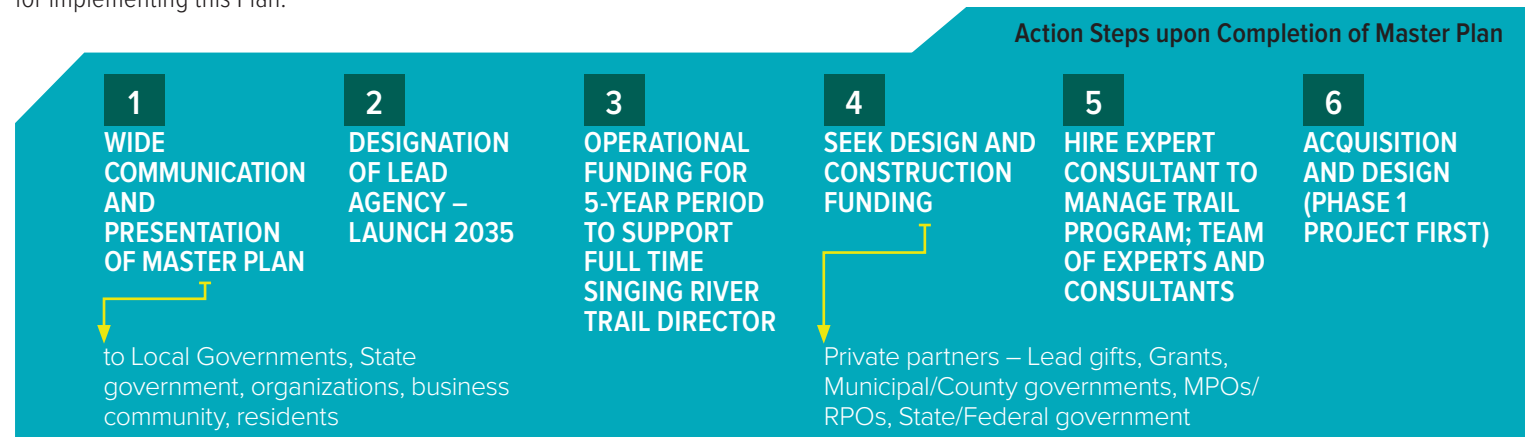 for implementing this Plan.
Action Steps upon Completion of Master Plan
1
WIDE
COMMUNICATION
AND
PRESENTATION
OF MASTER PLAN
to Local Governments, State
government, organizations, business
community, residents
2
DESIGNATION
OF LEAD
AGENCY –
LAUNCH 2035
3
OPERATIONAL
FUNDING FOR
5-YEAR PERIOD
TO SUPPORT
FULL TIME
SINGING RIVER
TRAIL DIRECTOR
4
SEEK DESIGN AND
CONSTRUCTION
FUNDING
Private partners – Lead gifts, Grants,
Municipal/County governments, MPOs/
RPOs, State/Federal government
5
HIRE EXPERT
CONSULTANT TO
MANAGE TRAIL
PROGRAM; TEAM
OF EXPERTS AND
CONSULTANTS
6
ACQUISITION
AND DESIGN
(PHASE 1
PROJECT FIRST)